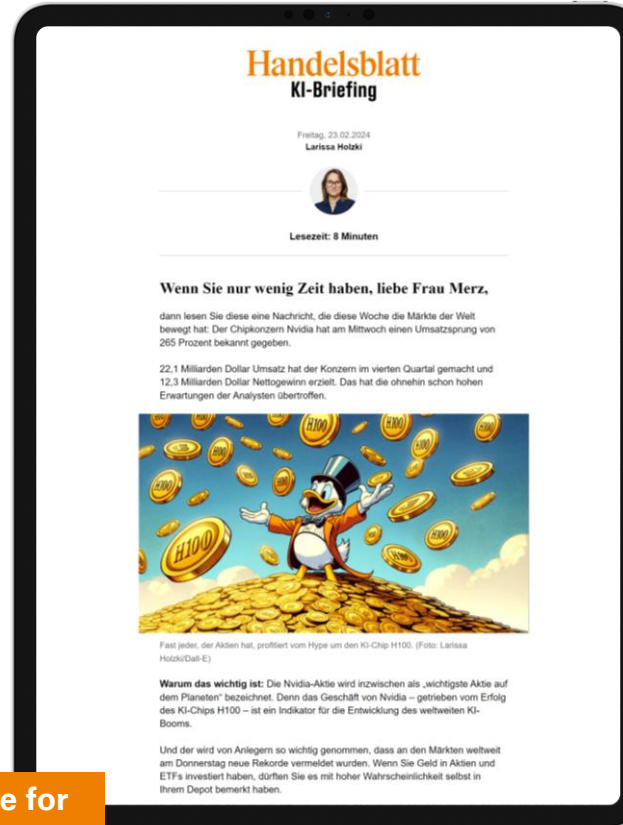 Handelsblatt
KI-Briefing
Freitag, 23.02.2024
Larissa Holzki
Lesezeit: 8 Minuten
Wenn Sie nur wenig Zeit haben, liebe Frau Merz,
dann lesen Sie diese eine Nachricht, die diese Woche die Märkte der Welt
bewegt hat: Der Chipkonzern Nvidia hat am Mittwoch einen Umsatzsprung von
265 Prozent bekannt gegeben.
22,1 Milliarden Dollar Umsatz hat der Konzern im vierten Quartal gemacht und
12,3 Milliarden Dollar Nettogewinn erzielt. Das hat die ohnehin schon hohen
Erwartungen der Analysten übertroffen.
H100
H100
H100
H100
H100
H100
H100
Fast jeder, der Aktien hat, profitiert vom Hype um den KI-Chip H100. (Foto: Larissa
Holzki/Dall-E)
Warum das wichtig ist: Die Nvidia-Aktie wird inzwischen als „wichtigste Aktie auf
dem Planeten“ bezeichnet. Denn das Geschäft von Nvidia – getrieben vom Erfolg
des KI-Chips H100 – ist ein Indikator für die Entwicklung des weltweiten KI-
Booms.
Und der wird von Anlegern so wichtig genommen, dass an den Märkten weltweit
am Donnerstag neue Rekorde vermeldet wurden. Wenn Sie Geld in Aktien und
ETFs investiert haben, dürften Sie es mit hoher Wahrscheinlichkeit selbst in
Ihrem Depot bemerkt haben.
e for